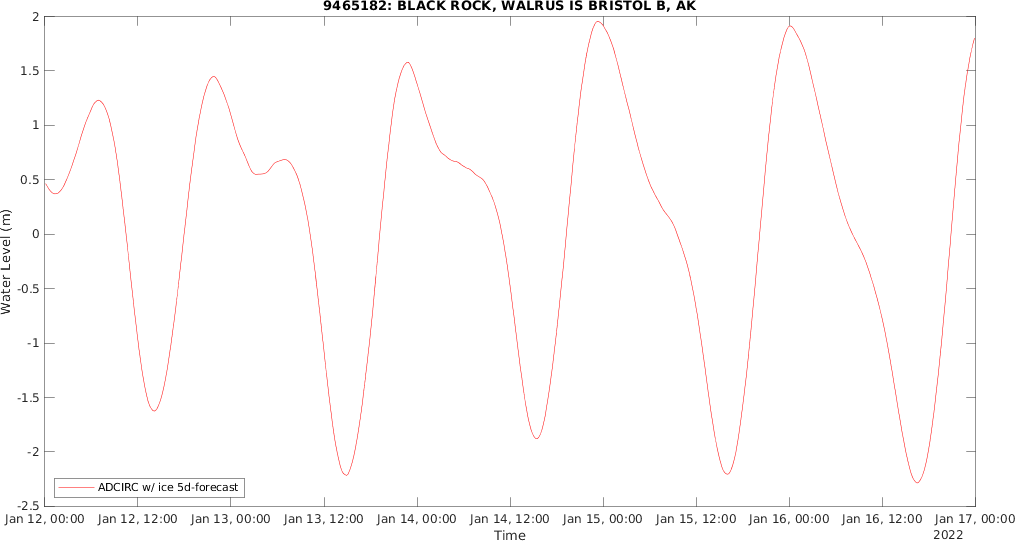 9465182: BLACK ROCK, WALRUS IS BRISTOL B, AK
2
1.5
1
0.5
0
-0.5
-1
-1.5
-2
-2.5
Water Level (m)
ADCIRC w/ ice 5d-forecast
Jan 12, 00:00 Jan 12, 12:00 Jan 13, 00:00 Jan 13, 12:00 Jan 14, 00:00 Jan 14, 12:00 Jan 15, 00:00 Jan 15, 12:00 Jan 16, 00:00 Jan 16, 12:00 Jan 17, 00:00
Time
2022